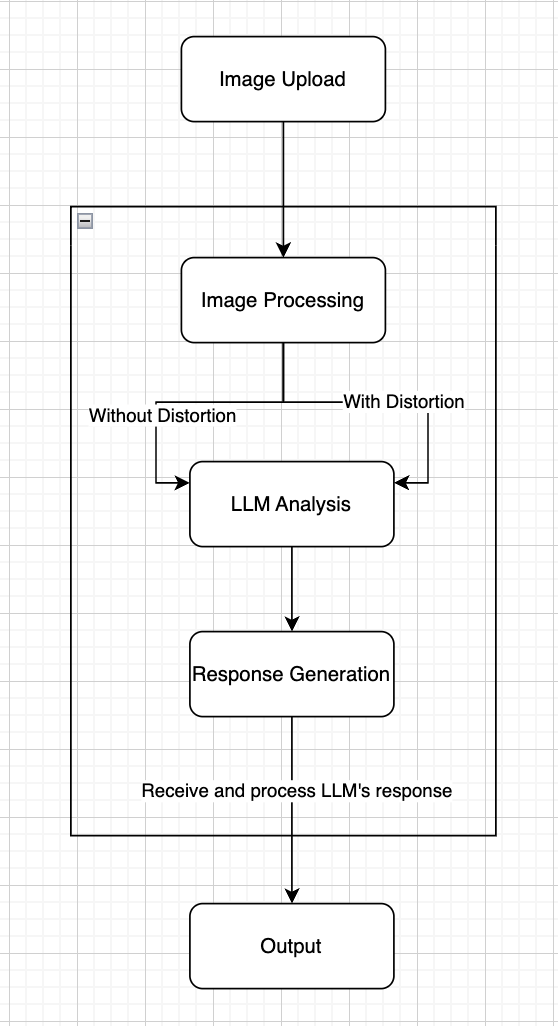 Image Upload
Image Processing
With Distortion
Without Distortion
LLM Analysis
Response Generation
Receive and process LLM's response
Output